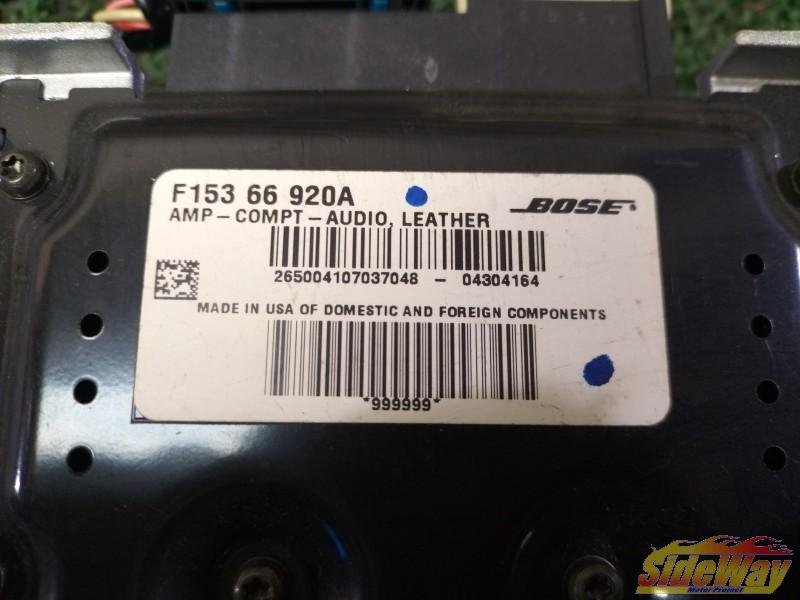 F153 66 920A
BOSE®
AMP-COMPT-AUDIO, LEATHER
265004107037048 - 04304164
MADE IN USA OF DOMESTIC AND FOREIGN COMPONENTS
*999999*
SIdeWay
Motor Project